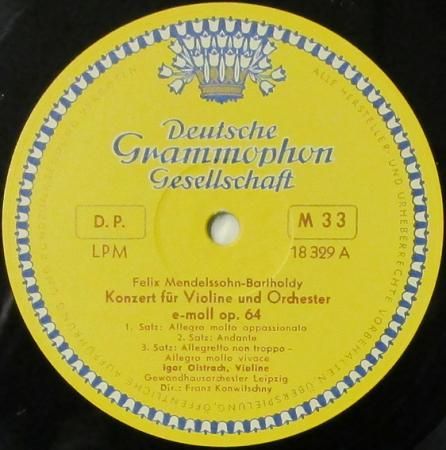 Deutsche
Grammophon
Gesellschaft
D. P.
M 33
LPM
18 329 A
Felix Mendelssohn-Bartholdy
Konzert für Violine und Orchester
e-moll op. 64
1. Satz: Allegro molto appassionato
2. Satz: Andante
3. Satz: Allegretto non troppo -
Allegro molto vivace
Igor Oistrach, Violine
Gewandhausorchester Leipzig
Dir.: Franz Konwitschny
ALLE HERSTELLER- UND URHEBERRECHTE VORBEHALTEN ÜBERSPIELUNG, ÖFFENTLICHE AUFFÜHRUNG